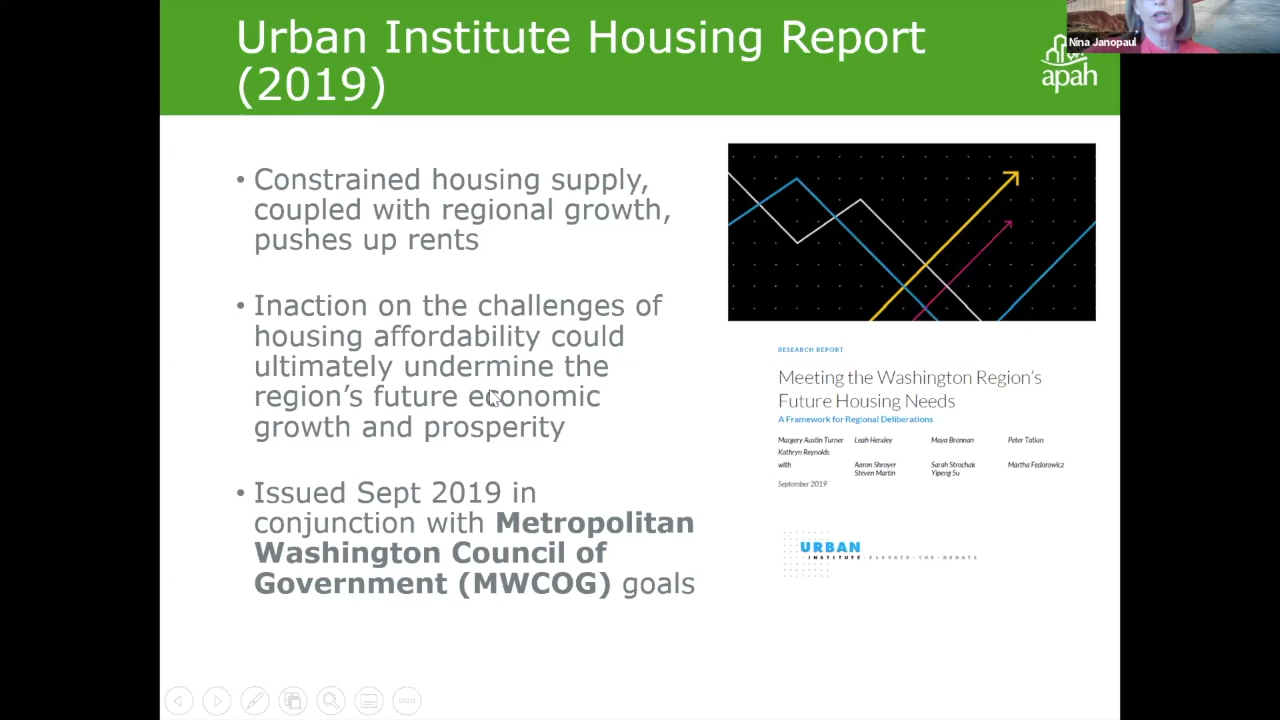 Urban Institute Housing Report
(2019)
Nina Janopaul
apah
• Constrained housing supply,
coupled with regional growth,
pushes up rents
• Inaction on the challenges of
housing affordability could
ultimately undermine the
region's future economic
growth and prosperity
• Issued Sept 2019 in
conjunction with Metropolitan
Washington Council of
Government (MWCOG) goals
RESEARCH REPORT
Meeting the Washington Region's
Future Housing Needs
A Framework for Regional Deliberations
Margery Austin Turner Leah Hendey Maya Brennan Peter Tatian
Kathryn Reynolds
with Aaron Shroyer Sarah Strochak Martha Fedorowicz
Steven Martin Yipeng Su
September 2019
URBAN
INSTITUTE · ELEVATE · THE · DEBATE